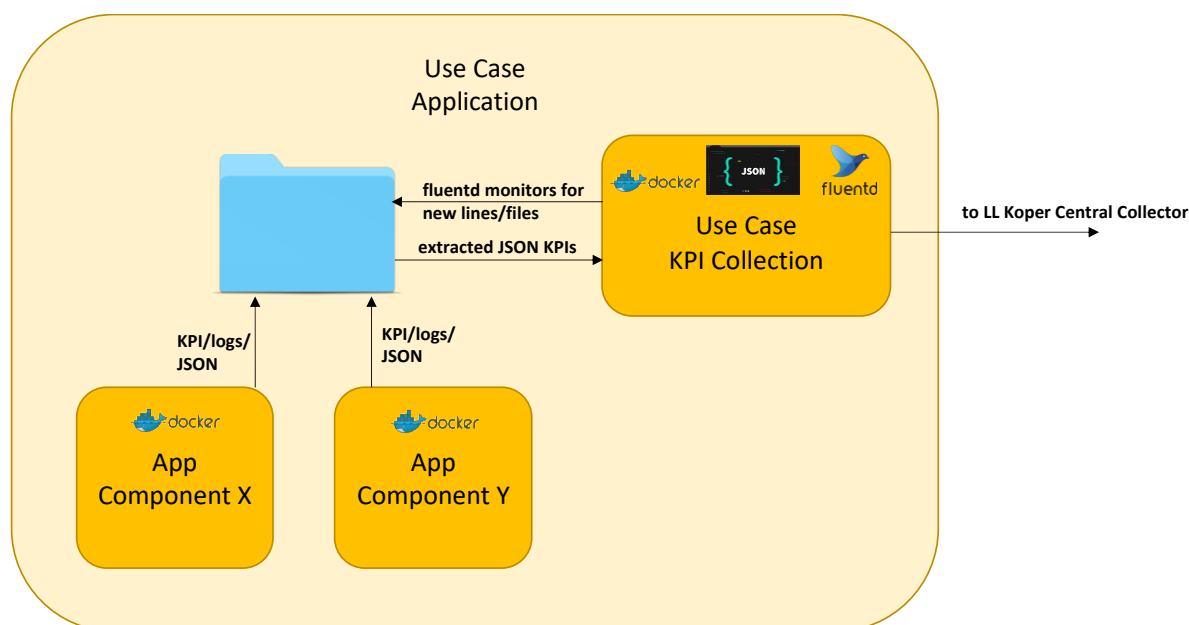 Use Case
Application
docker
{ JSON }
fluentd
fluentd monitors for
new lines/files
extracted JSON KPIs
Use Case
KPI Collection
to LL Koper Central Collector
KPI/logs/
JSON
KPI/logs/
JSON
docker
App
Component X
docker
App
Component Y